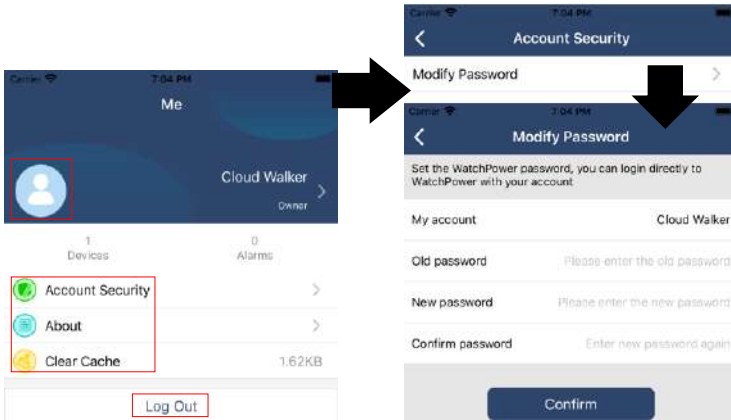 Carrier 7:04 PM
Me
Cloud Walker
Owner
1
Devices
0
Alarms
Account Security
About
Clear Cache 1.62KB
Log Out
Carrier 7:04 PM
Account Security
Modify Password
Carrier 7:04 PM
Modify Password
Set the WatchPower password, you can login directly to
WatchPower with your account
My account Cloud Walker
Old password Please enter the old password
New password Please enter the new password
Confirm password Enter new password again
Confirm